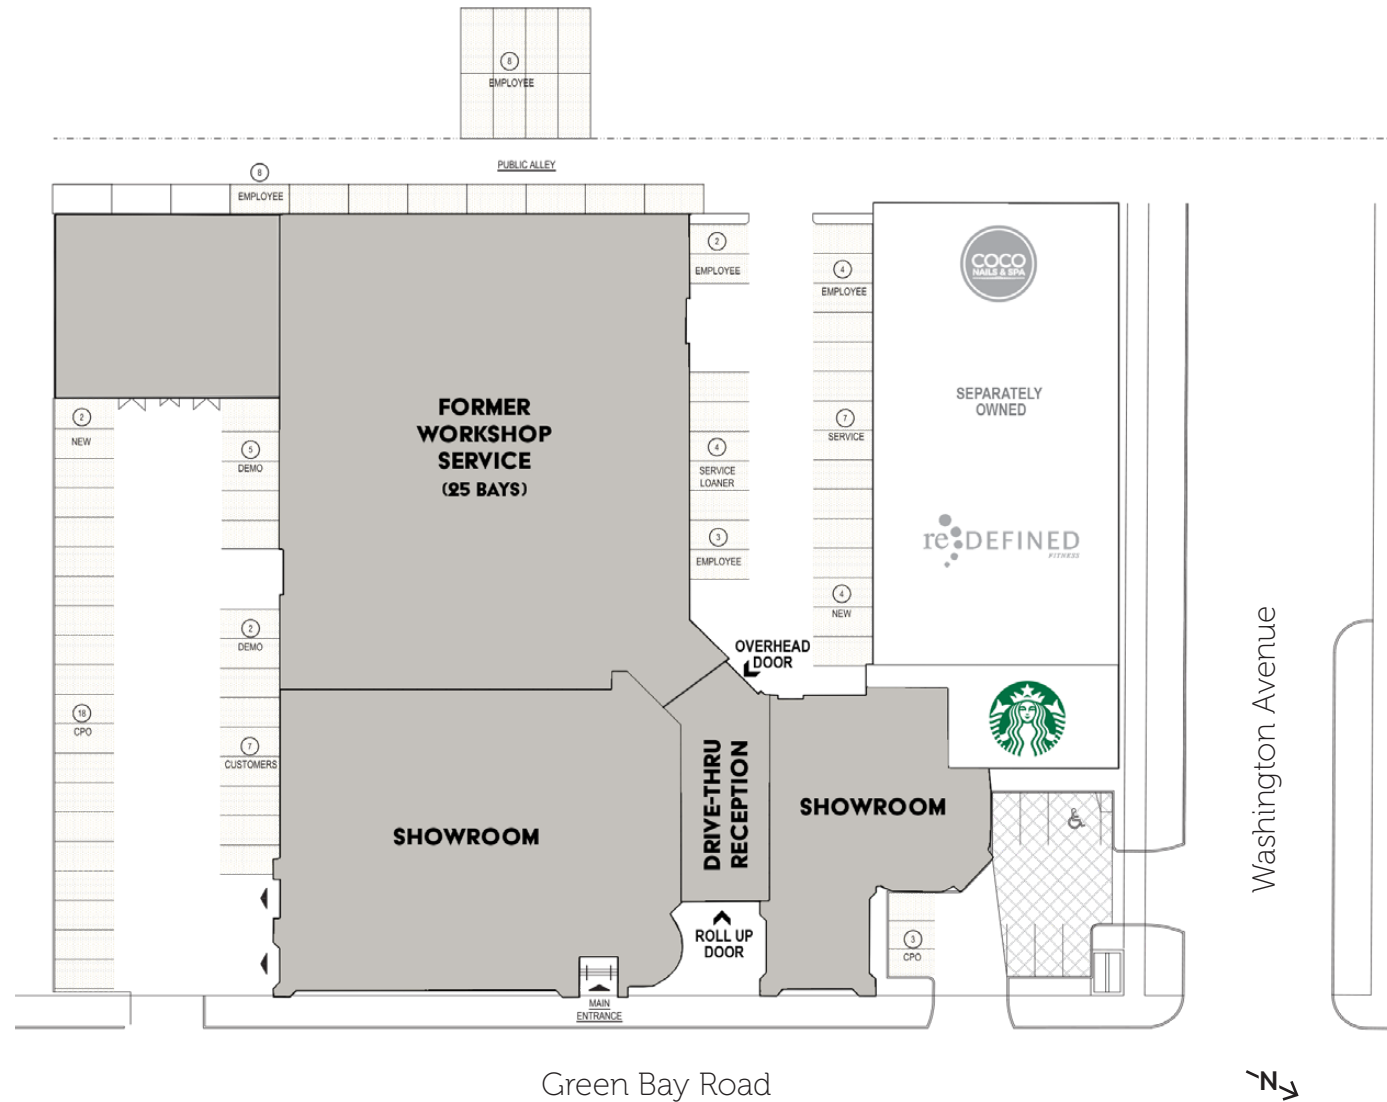 8
EMPLOYEE
PUBLIC ALLEY
8
EMPLOYEE
2
EMPLOYEE
4
EMPLOYEE
COCO
NAILS & SPA
SEPARATELY
OWNED
2
NEW
5
DEMO
FORMER
WORKSHOP
SERVICE
(25 BAYS)
4
SERVICE
LOANER
7
SERVICE
3
EMPLOYEE
re:DEFINED
FITNESS
4
NEW
2
DEMO
OVERHEAD
DOOR
18
CPO
7
CUSTOMERS
SHOWROOM
DRIVE-THRU
RECEPTION
SHOWROOM
Washington Avenue
ROLL UP
DOOR
3
CPO
MAIN
ENTRANCE
Green Bay Road
N